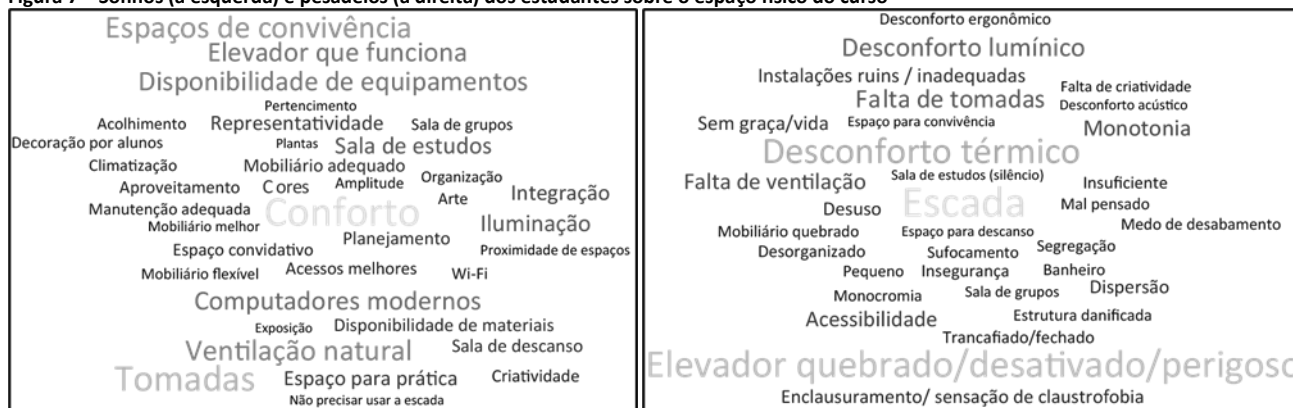 Figura 7 – Sonhos (à esquerda) e pesadelos (à direita) dos estudantes sobre o espaço físico do curso
Espaços de convivência
Elevador que funciona
Disponibilidade de equipamentos
Pertencimento
Acolhimento Representatividade Sala de grupos
Decoração por alunos Plantas Sala de estudos
Climatização Mobiliário adequado
Aproveitamento Cores Amplitude Organização
Arte Integração
Manutenção adequada Conforto
Mobiliário melhor Iluminação
Espaço convidativo Planejamento Proximidade de espaços
Mobiliário flexível Acessos melhores Wi-Fi
Computadores modernos
Exposição Disponibilidade de materiais
Ventilação natural Sala de descanso
Tomadas Espaço para prática Criatividade
Não precisar usar a escada
Desconforto ergonômico
Desconforto lumínico
Instalações ruins / inadequadas
Falta de criatividade
Falta de tomadas Desconforto acústico
Sem graça/vida Espaço para convivência Monotonia
Desconforto térmico
Falta de ventilação Sala de estudos (silêncio) Insuficiente
Desuso Escada Mal pensado
Mobiliário quebrado Espaço para descanso Medo de desabamento
Desorganizado Sufocamento Segregação
Pequeno Insegurança Banheiro
Monocromia Sala de grupos Dispersão
Acessibilidade Estrutura danificada
Trancafiado/fechado
Elevador quebrado/desativado/perigoso
Enclausuramento/ sensação de claustrofobia